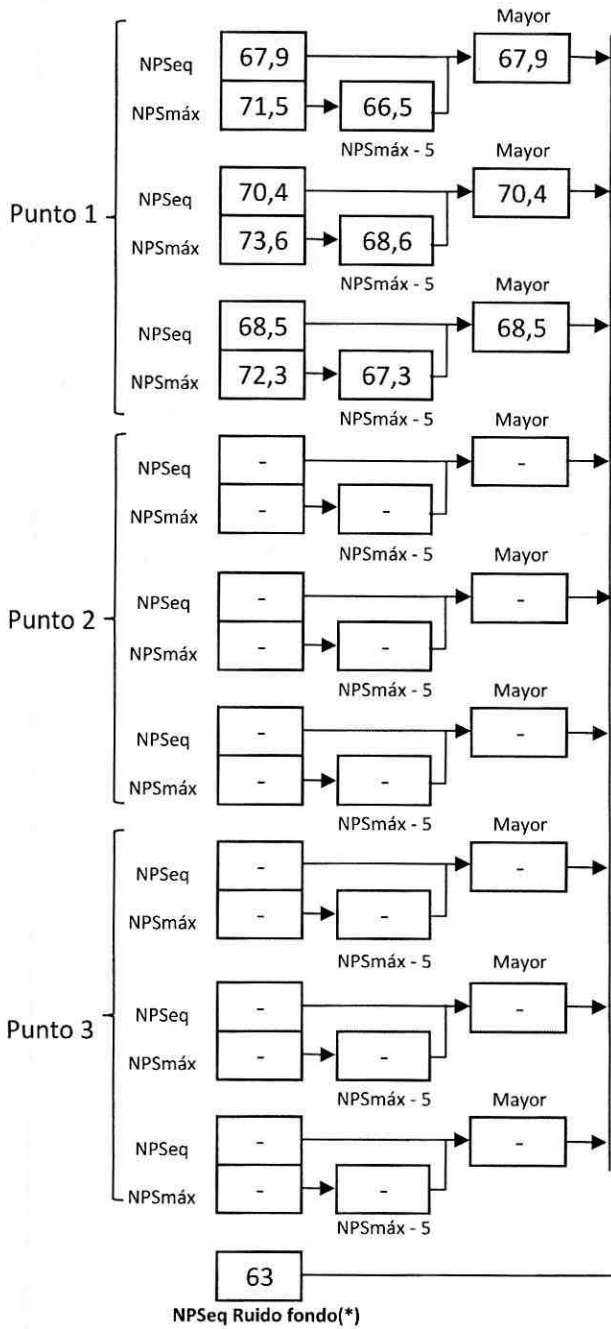 Mayor
NPSeq 67,9 67,9
NPSmáx 71,5 66,5
NPSmáx - 5
Mayor
Punto 1
NPSeq 70,4 70,4
NPSmáx 73,6 68,6
NPSmáx - 5
Mayor
NPSeq 68,5 68,5
NPSmáx 72,3 67,3
NPSmáx - 5
Mayor
NPSeq - -
NPSmáx - -
NPSmáx - 5
Mayor
Punto 2
NPSeq - -
NPSmáx - -
NPSmáx - 5
Mayor
NPSeq - -
NPSmáx - -
NPSmáx - 5
Mayor
NPSeq - -
NPSmáx - -
NPSmáx - 5
Mayor
Punto 3
NPSeq - -
NPSmáx - -
NPSmáx - 5
Mayor
NPSeq - -
NPSmáx - -
NPSmáx - 5
63
NPSeq Ruido fondo(*)